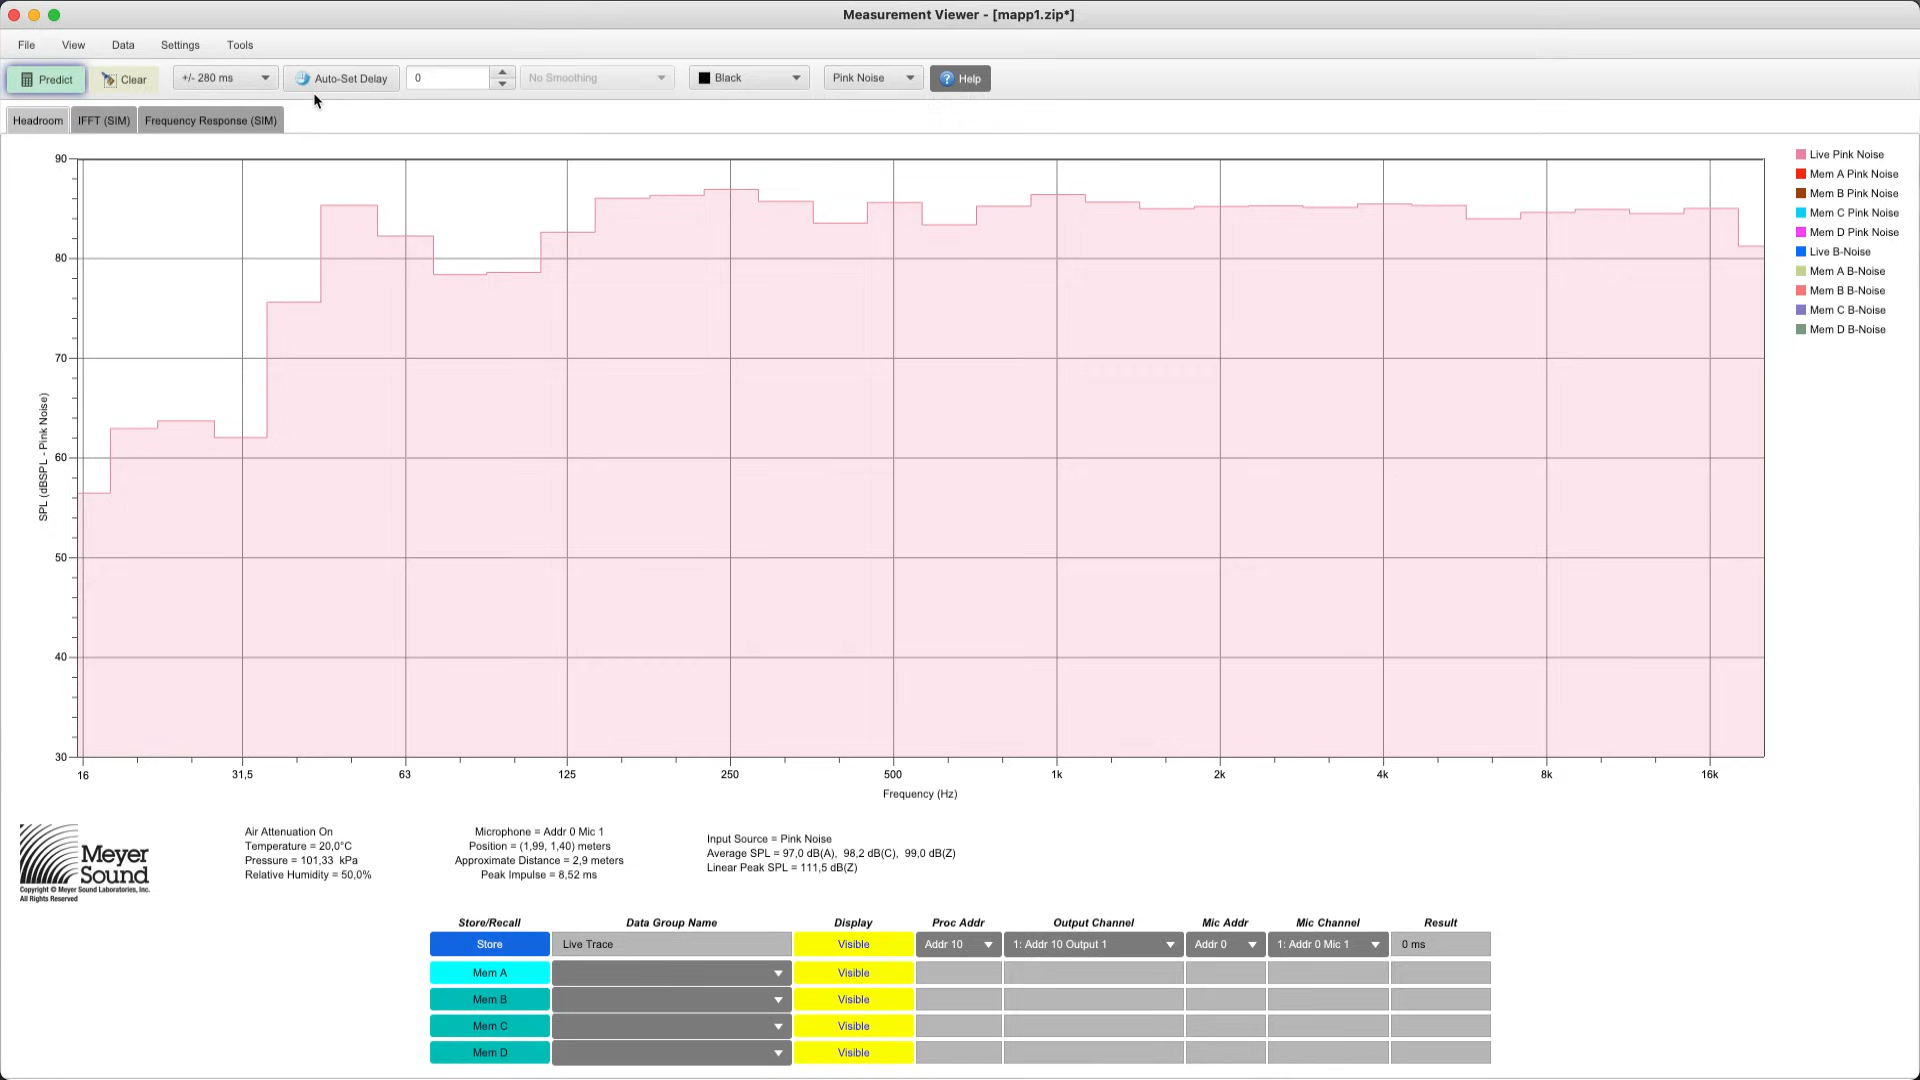 Measurement Viewer - [mapp1.zip*]
File View Data Settings Tools
Predict Clear +/- 280 ms Auto-Set Delay 0 No Smoothing Black Pink Noise ? Help
Headroom IFFT (SIM) Frequency Response (SIM)
90
80
70
60
50
40
30
SPL (dBSPL - Pink Noise)
16 31,5 63 125 250 500 1k 2k 4k 8k 16k
Frequency (Hz)
Live Pink Noise
Mem A Pink Noise
Mem B Pink Noise
Mem C Pink Noise
Mem D Pink Noise
Live B-Noise
Mem A B-Noise
Mem B B-Noise
Mem C B-Noise
Mem D B-Noise
Meyer
Sound
Copyright © Meyer Sound Laboratories, Inc.
All Rights Reserved
Air Attenuation On
Temperature = 20,0°C
Pressure = 101,33 kPa
Relative Humidity = 50,0%
Microphone = Addr 0 Mic 1
Position = (1,99, 1,40) meters
Approximate Distance = 2,9 meters
Peak Impulse = 8,52 ms
Input Source = Pink Noise
Average SPL = 97,0 dB(A), 98,2 dB(C), 99,0 dB(Z)
Linear Peak SPL = 111,5 dB(Z)
Store/Recall Data Group Name Display Proc Addr Output Channel Mic Addr Mic Channel Result
Store Live Trace Visible Addr 10 1: Addr 10 Output 1 Addr 0 1: Addr 0 Mic 1 0 ms
Mem A Visible
Mem B Visible
Mem C Visible
Mem D Visible